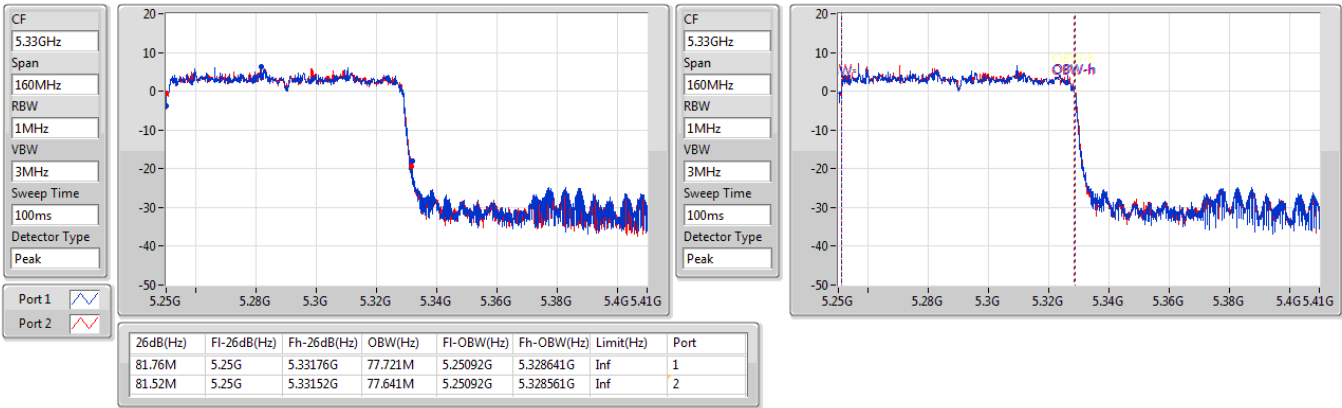 CF
5.33GHz
Span
160MHz
RBW
1MHz
VBW
3MHz
Sweep Time
100ms
Detector Type
Peak
Port 1
Port 2
20
10
0
-10
-20
-30
-40
-50
5.25G 5.28G 5.3G 5.32G 5.34G 5.36G 5.38G 5.4G 5.41G
CF
5.33GHz
Span
160MHz
RBW
1MHz
VBW
3MHz
Sweep Time
100ms
Detector Type
Peak
20
10
0
-10
-20
-30
-40
-50
OBW-h
5.25G 5.28G 5.3G 5.32G 5.34G 5.36G 5.38G 5.4G 5.41G
26dB(Hz) Fl-26dB(Hz) Fh-26dB(Hz) OBW(Hz) Fl-OBW(Hz) Fh-OBW(Hz) Limit(Hz) Port
81.76M 5.25G 5.33176G 77.721M 5.25092G 5.328641G Inf 1
81.52M 5.25G 5.33152G 77.641M 5.25092G 5.328561G Inf 2